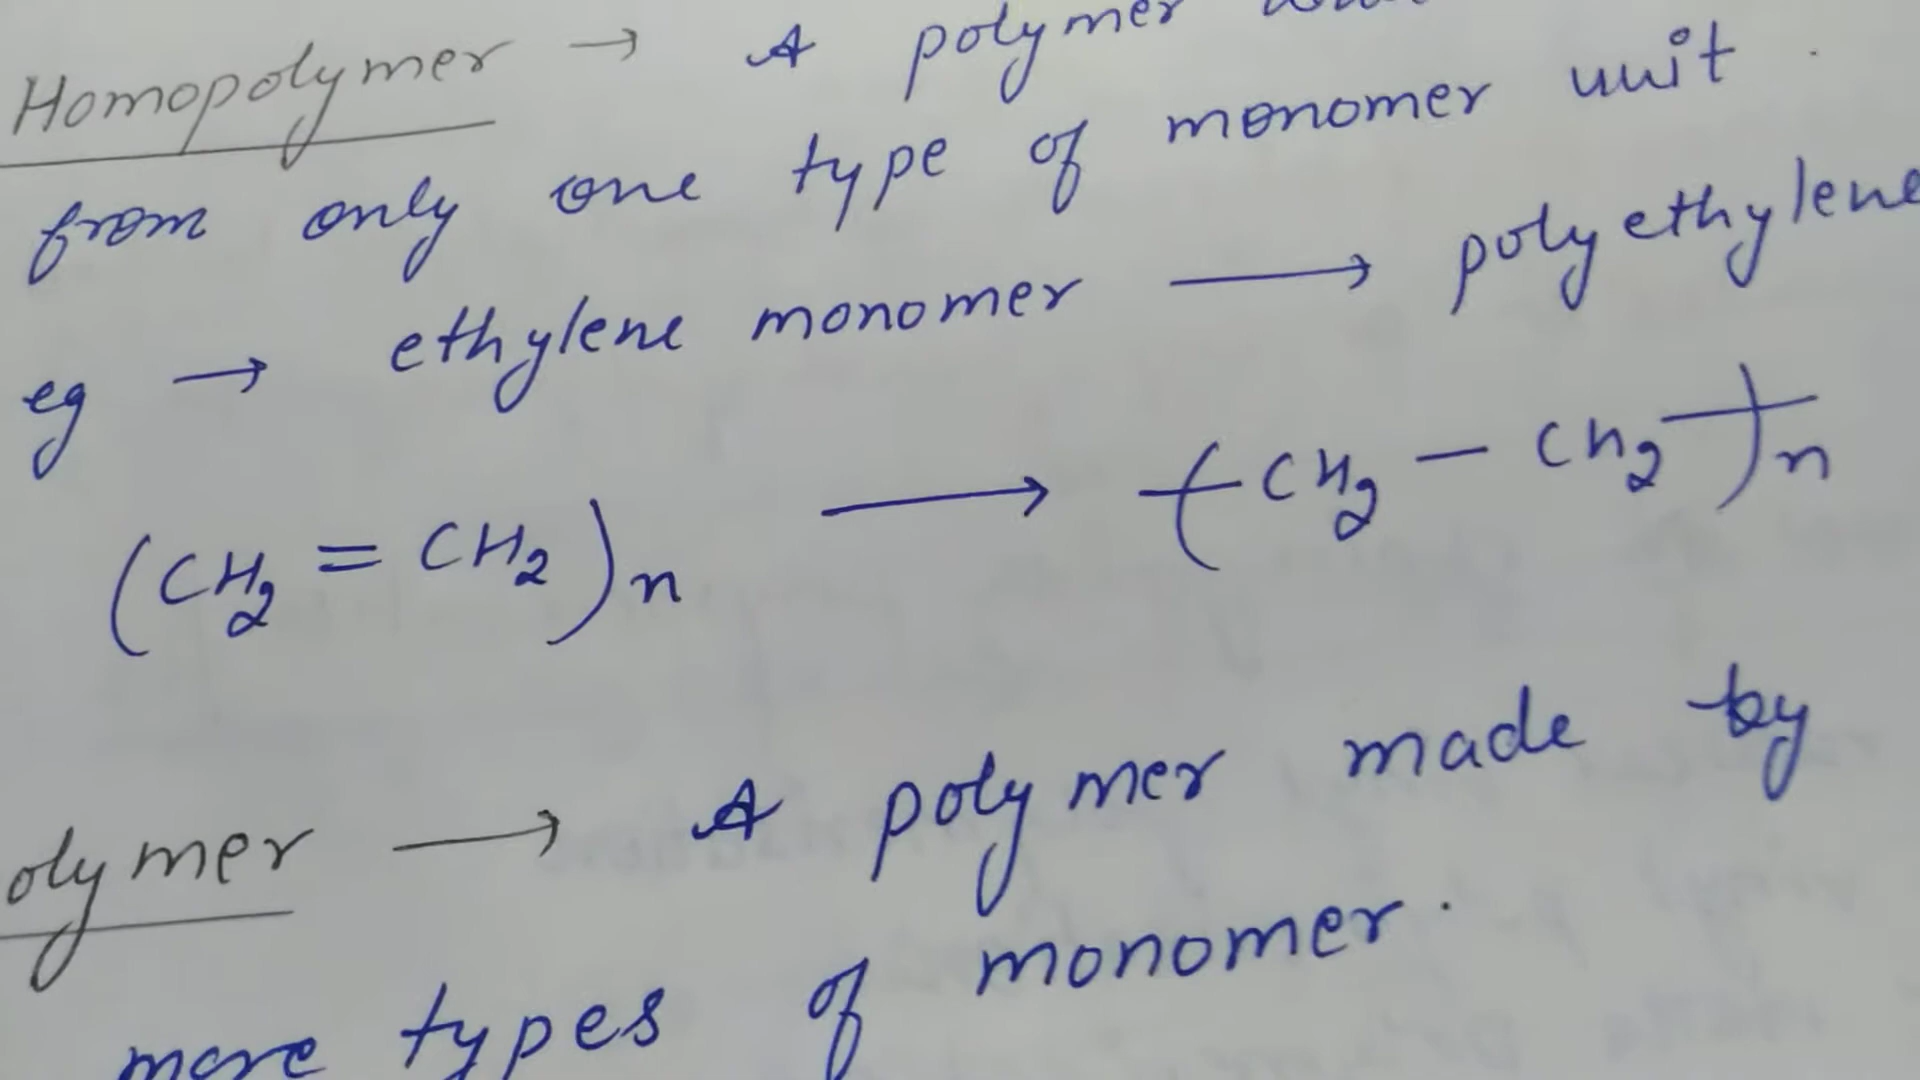 Homopolymer → A polymer
from only one type of monomer unit.
eg → ethylene monomer ⟶ polyethylene
(CH₂ = CH₂)n ⟶ (CH₂ − CH₂)n
olymer ⟶ A polymer made by
more types of monomer.